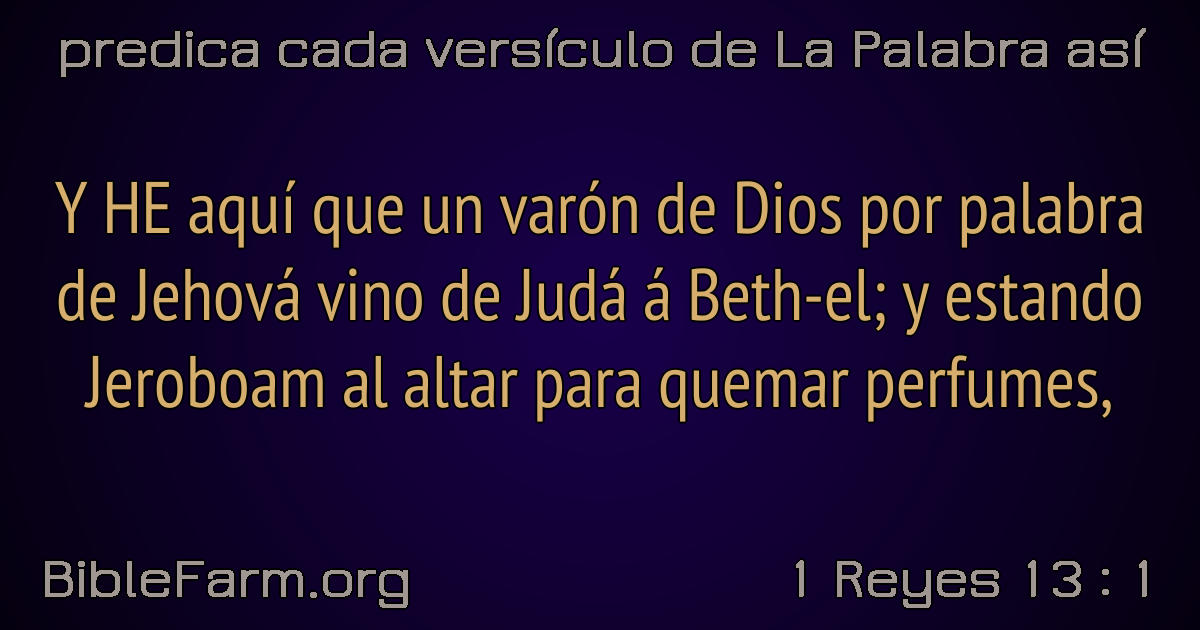 predica cada versículo de La Palabra así
Y HE aquí que un varón de Dios por palabra
de Jehová vino de Judá á Beth-el; y estando
Jeroboam al altar para quemar perfumes,
BibleFarm.org
1 Reyes 13 : 1